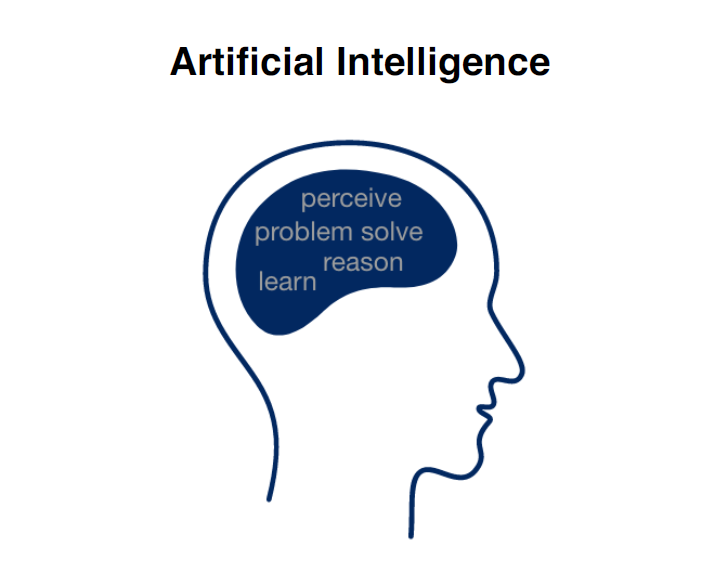 Artificial Intelligence
perceive
problem solve
reason
learn